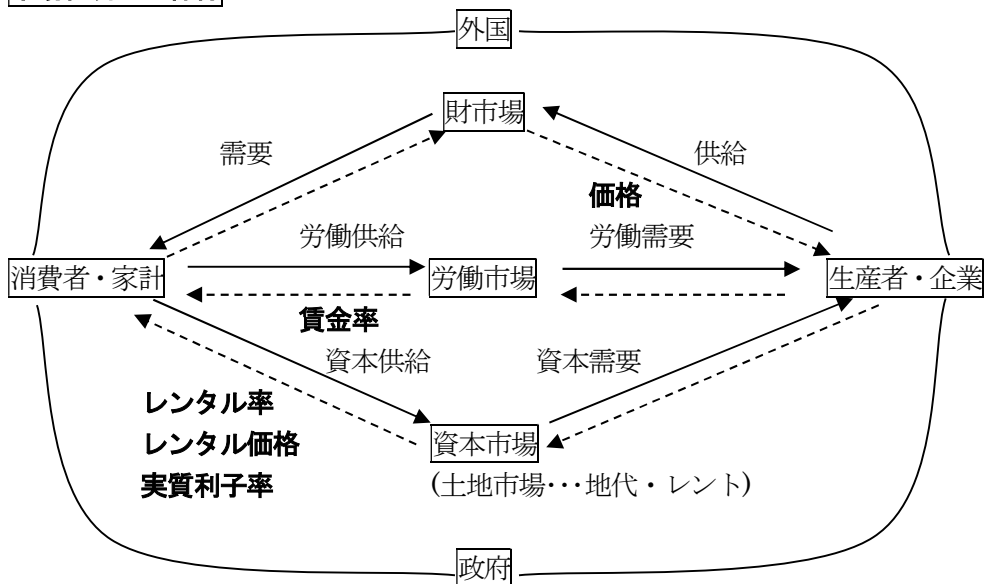 外国
財市場
需要
供給
価格
労働供給
労働需要
消費者・家計
労働市場
生産者・企業
賃金率
資本供給
資本需要
レンタル率
レンタル価格
資本市場
実質利子率
(土地市場･･･地代・レント)
政府